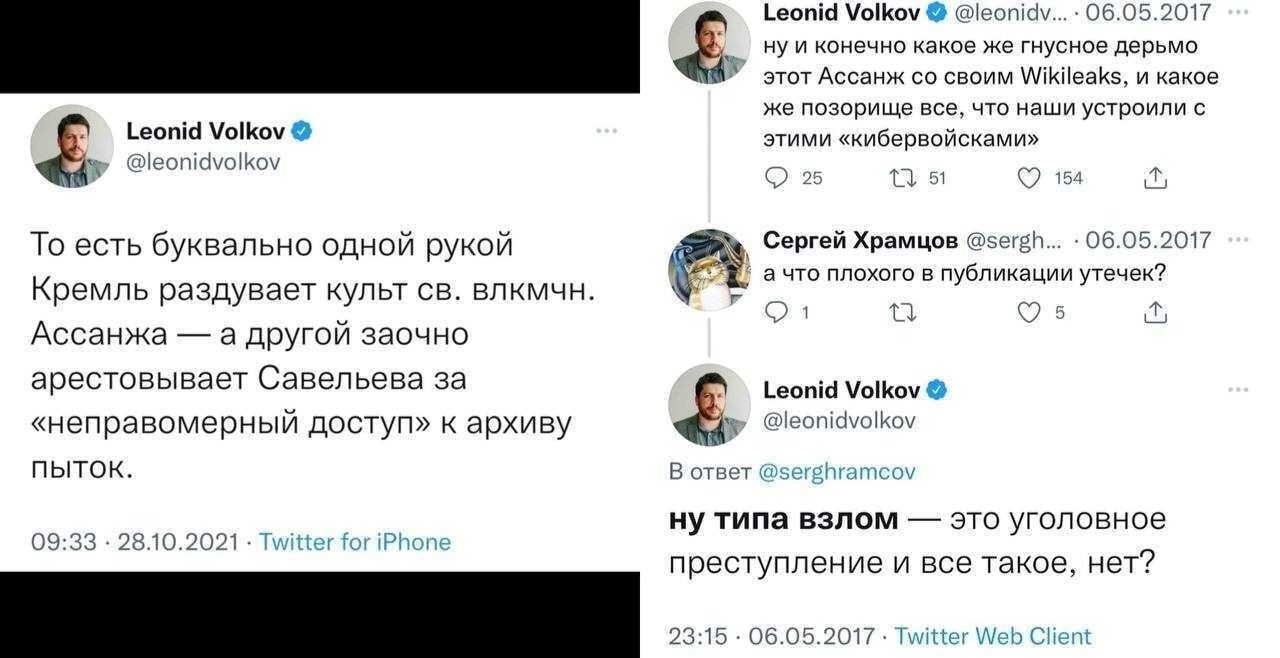 Leonid Volkov
@leonidvolkov
То есть буквально одной рукой
Кремль раздувает культ св. влкмчн.
Ассанжа — а другой заочно
арестовывает Савельева за
«неправомерный доступ» к архиву
пыток.
09:33 · 28.10.2021 · Twitter for iPhone
Leonid Volkov @leonidv... · 06.05.2017
ну и конечно какое же гнусное дерьмо
этот Ассанж со своим Wikileaks, и какое
же позорище все, что наши устроили с
этими «кибервойсками»
25 51 154
Сергей Храмцов @sergh... · 06.05.2017
а что плохого в публикации утечек?
1 5
Leonid Volkov
@leonidvolkov
В ответ @serghramcov
ну типа взлом — это уголовное
преступление и все такое, нет?
23:15 · 06.05.2017 · Twitter Web Client